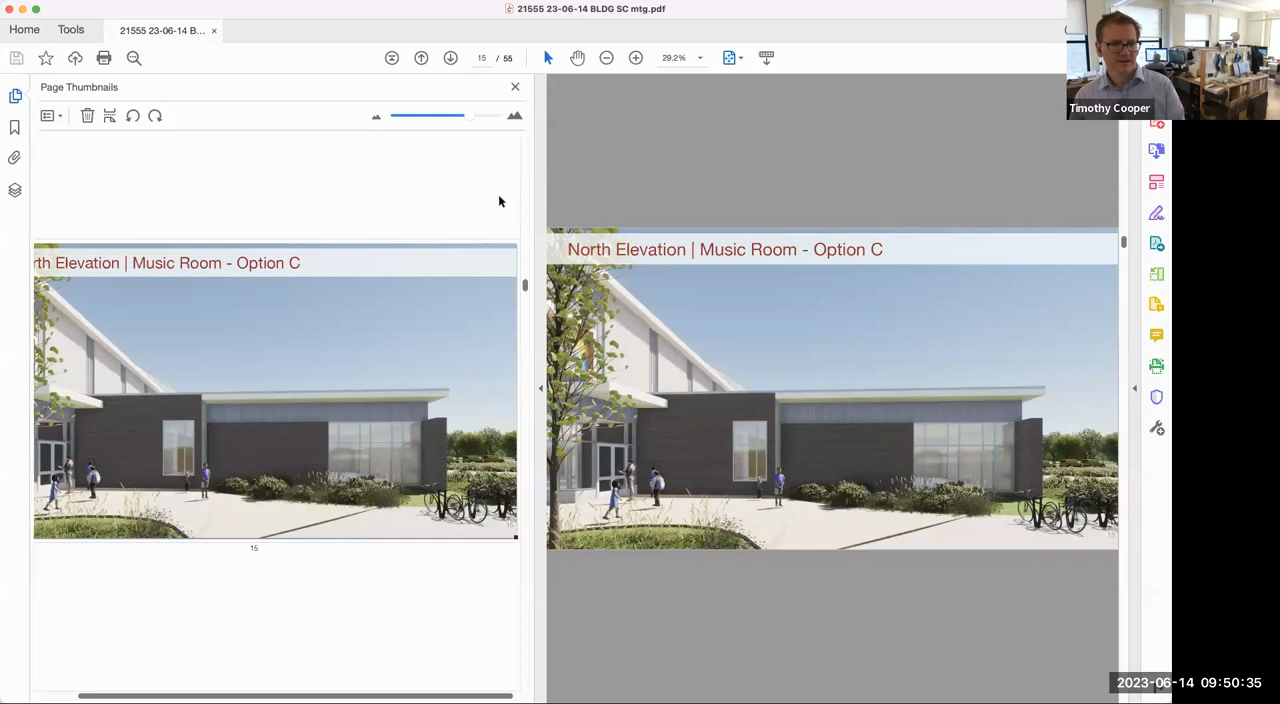 21555 23-06-14 BLDG SC mtg.pdf
Home
Tools
21555 23-06-14 B...
15 / 55
29.2%
Timothy Cooper
Page Thumbnails
rth Elevation | Music Room - Option C
15
15
North Elevation | Music Room - Option C
15
2023-06-14 09:50:35